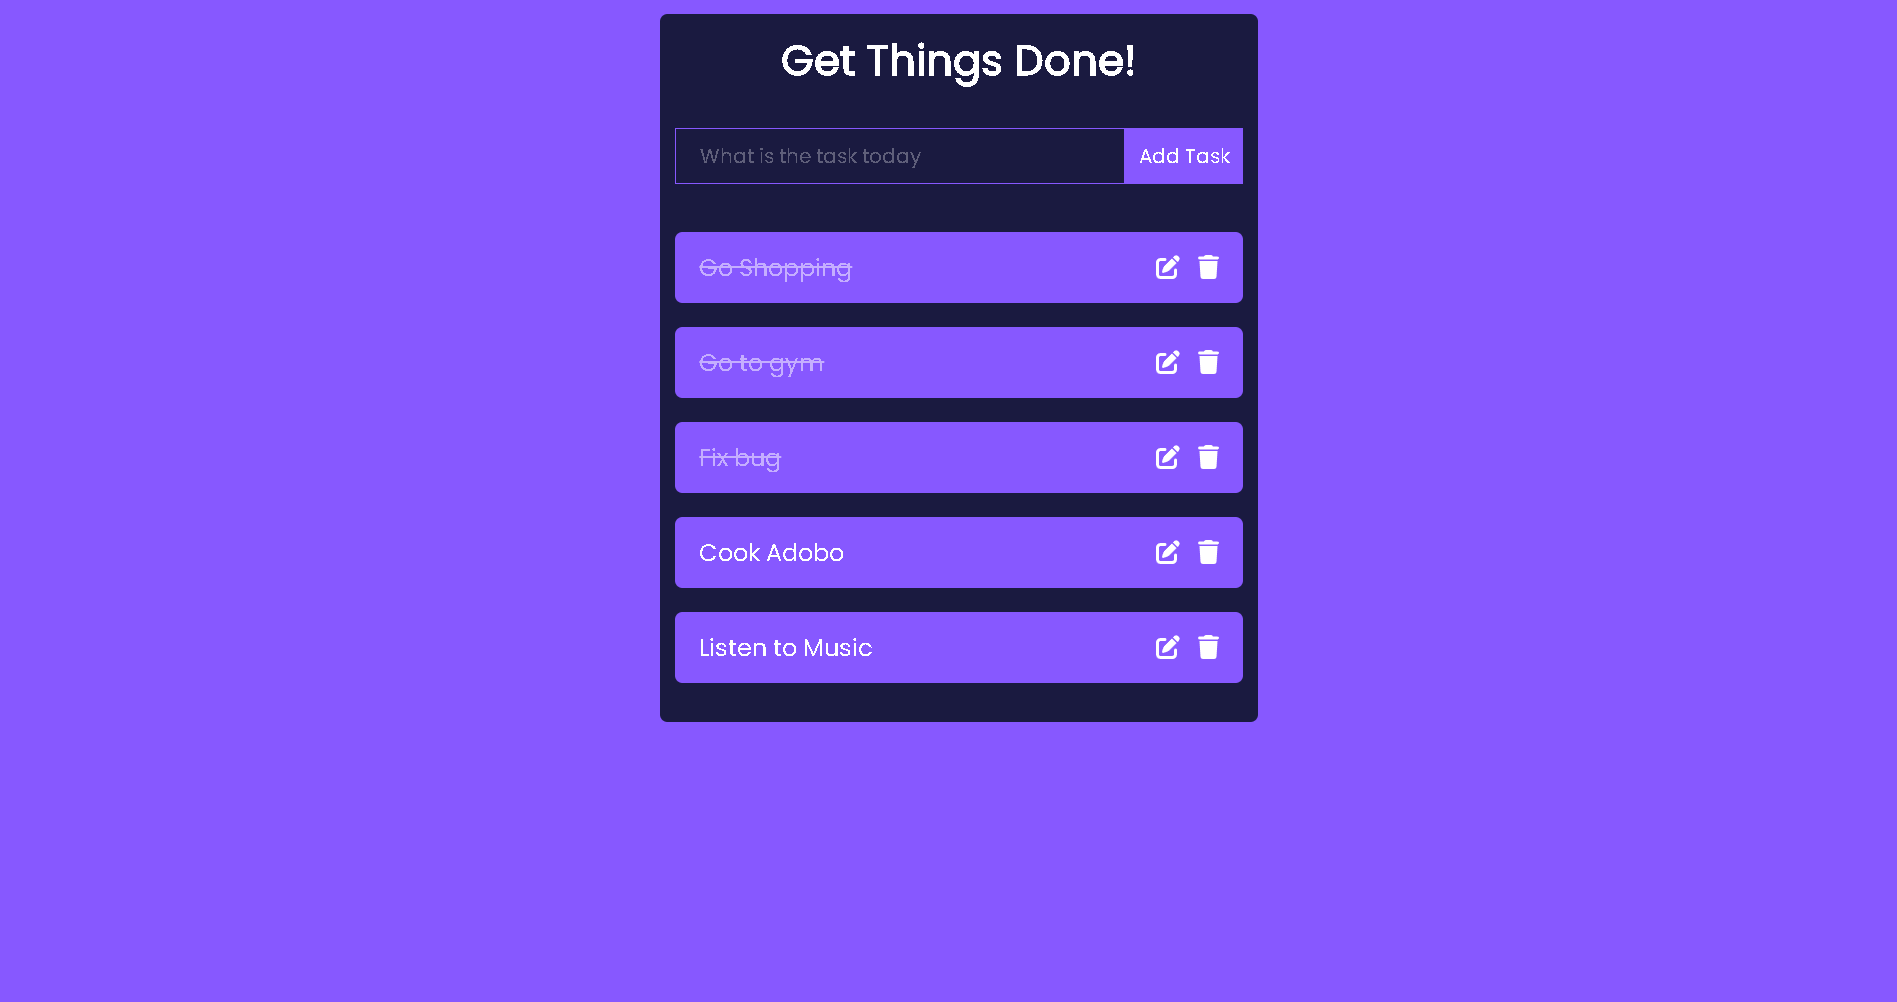 Get Things Done!
What is the task today
Add Task
Go Shopping
Go to gym
Fix bug
Cook Adobo
Listen to Music